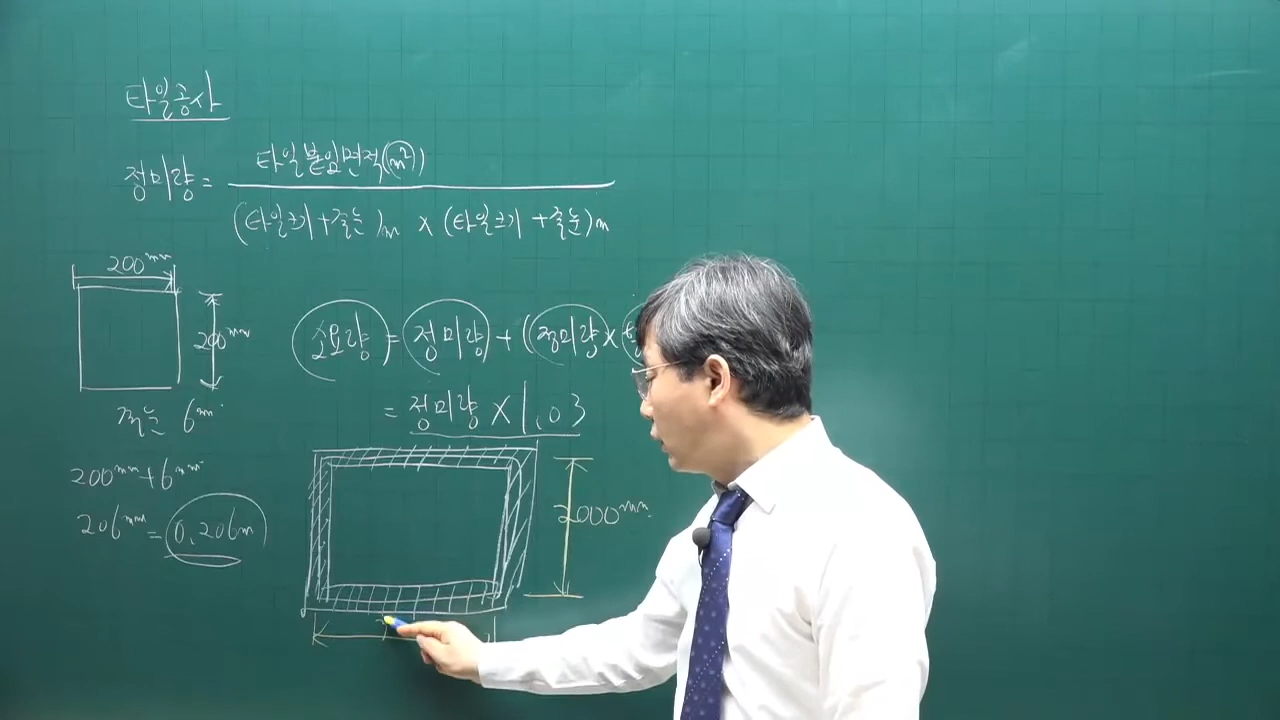 타일공사
정미량 = 타일붙임면적(m²)
(타일크기+줄눈)m x (타일크기+줄눈)m
200mm
200mm
줄눈 6mm
200mm+6mm
206mm = 0.206m
소요량 = 정미량 + (정미량 x
= 정미량 X 1.03
2000mm